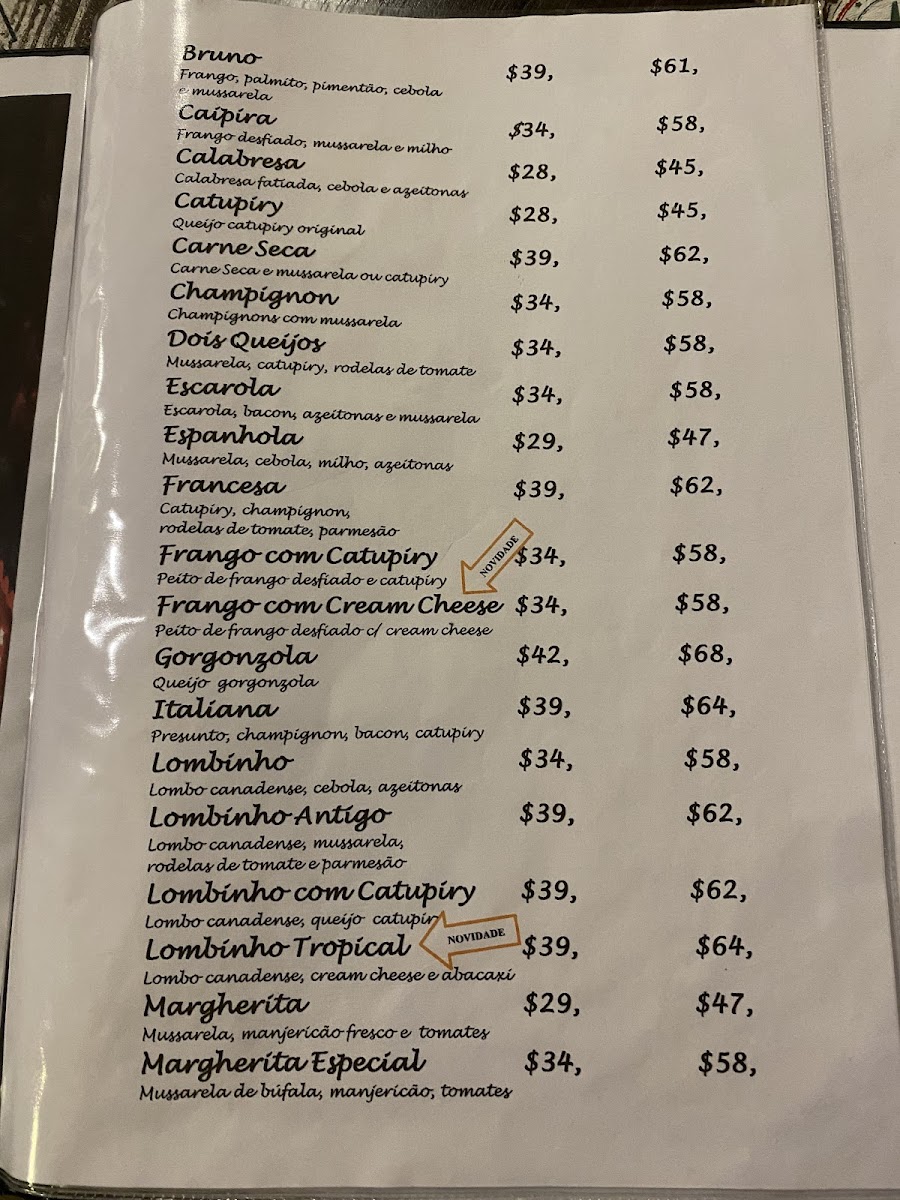 Bruno $39, $61,
Frango, palmito, pimentão, cebola
e mussarela
Caipira $34, $58,
Frango desfiado, mussarela e milho
Calabresa $28, $45,
Calabresa fatiada, cebola e azeitonas
Catupiry $28, $45,
Queijo catupiry original
Carne Seca $39, $62,
Carne Seca e mussarela ou catupiry
Champignon $34, $58,
Champignons com mussarela
Dois Queijos $34, $58,
Mussarela, catupiry, rodelas de tomate
Escarola $34, $58,
Escarola, bacon, azeitonas e mussarela
Espanhola $29, $47,
Mussarela, cebola, milho, azeitonas
Francesa $39, $62,
Catupiry, champignon,
rodelas de tomate, parmesão
Frango com Catupiry NOVIDADE $34, $58,
Peito de frango desfiado e catupiry
Frango com Cream Cheese $34, $58,
Peito de frango desfiado c/ cream cheese
Gorgonzola $42, $68,
Queijo gorgonzola
Italiana $39, $64,
Presunto, champignon, bacon, catupiry
Lombinho $34, $58,
Lombo canadense, cebola, azeitonas
Lombinho Antigo $39, $62,
Lombo canadense, mussarela,
rodelas de tomate e parmesão
Lombinho com Catupiry $39, $62,
Lombo canadense, queijo catupiry
Lombinho Tropical NOVIDADE $39, $64,
Lombo canadense, cream cheese e abacaxi
Margherita $29, $47,
Mussarela, manjericão fresco e tomates
Margherita Especial $34, $58,
Mussarela de búfala, manjericão, tomates